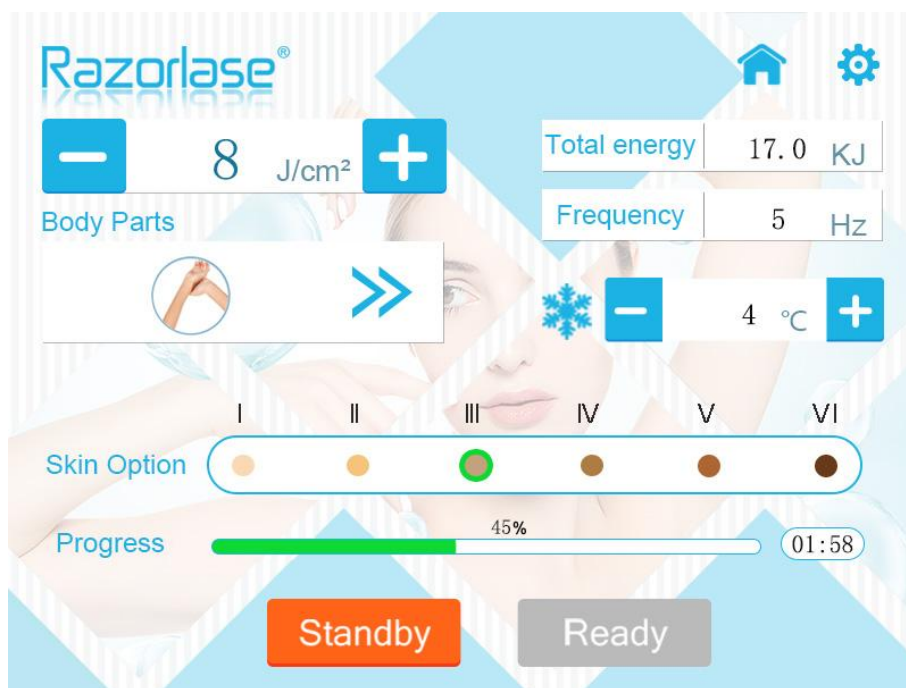 Razorlase®
8 J/cm²
Total energy 17.0 KJ
Body Parts
Frequency 5 Hz
4 °C
I II III IV V VI
Skin Option
Progress 45% 01:58
Standby Ready